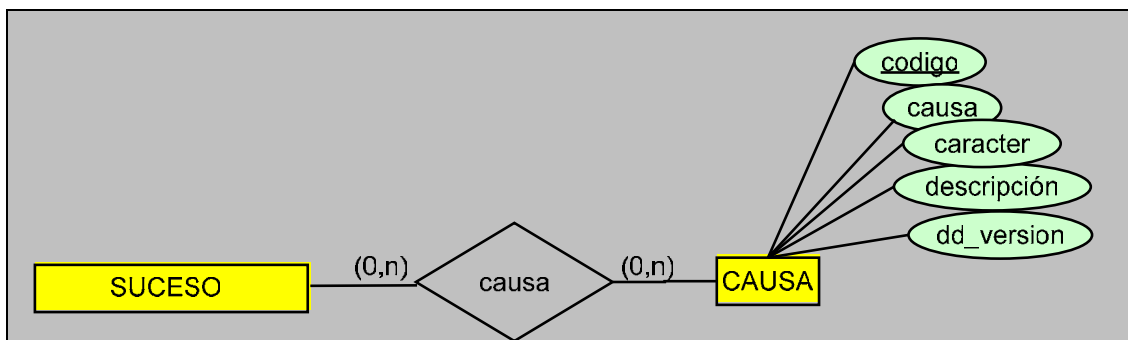 codigo
causa
caracter
descripción
dd_version
SUCESO
(0,n)
causa
(0,n)
CAUSA